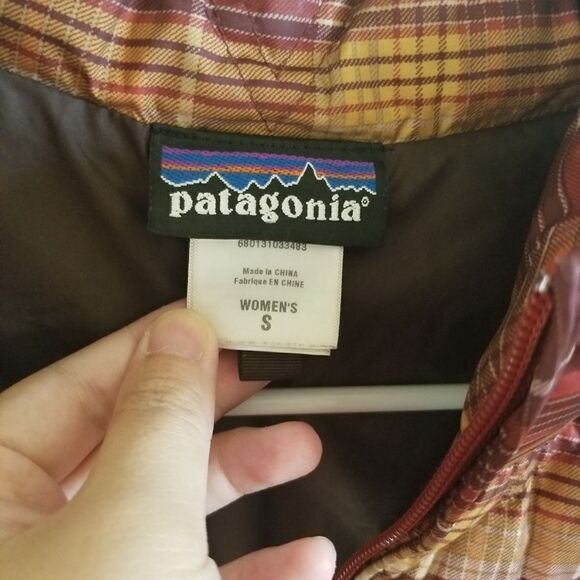 patagonia®
680131033483
Made in CHINA
Fabriqué EN CHINE
WOMEN'S
S